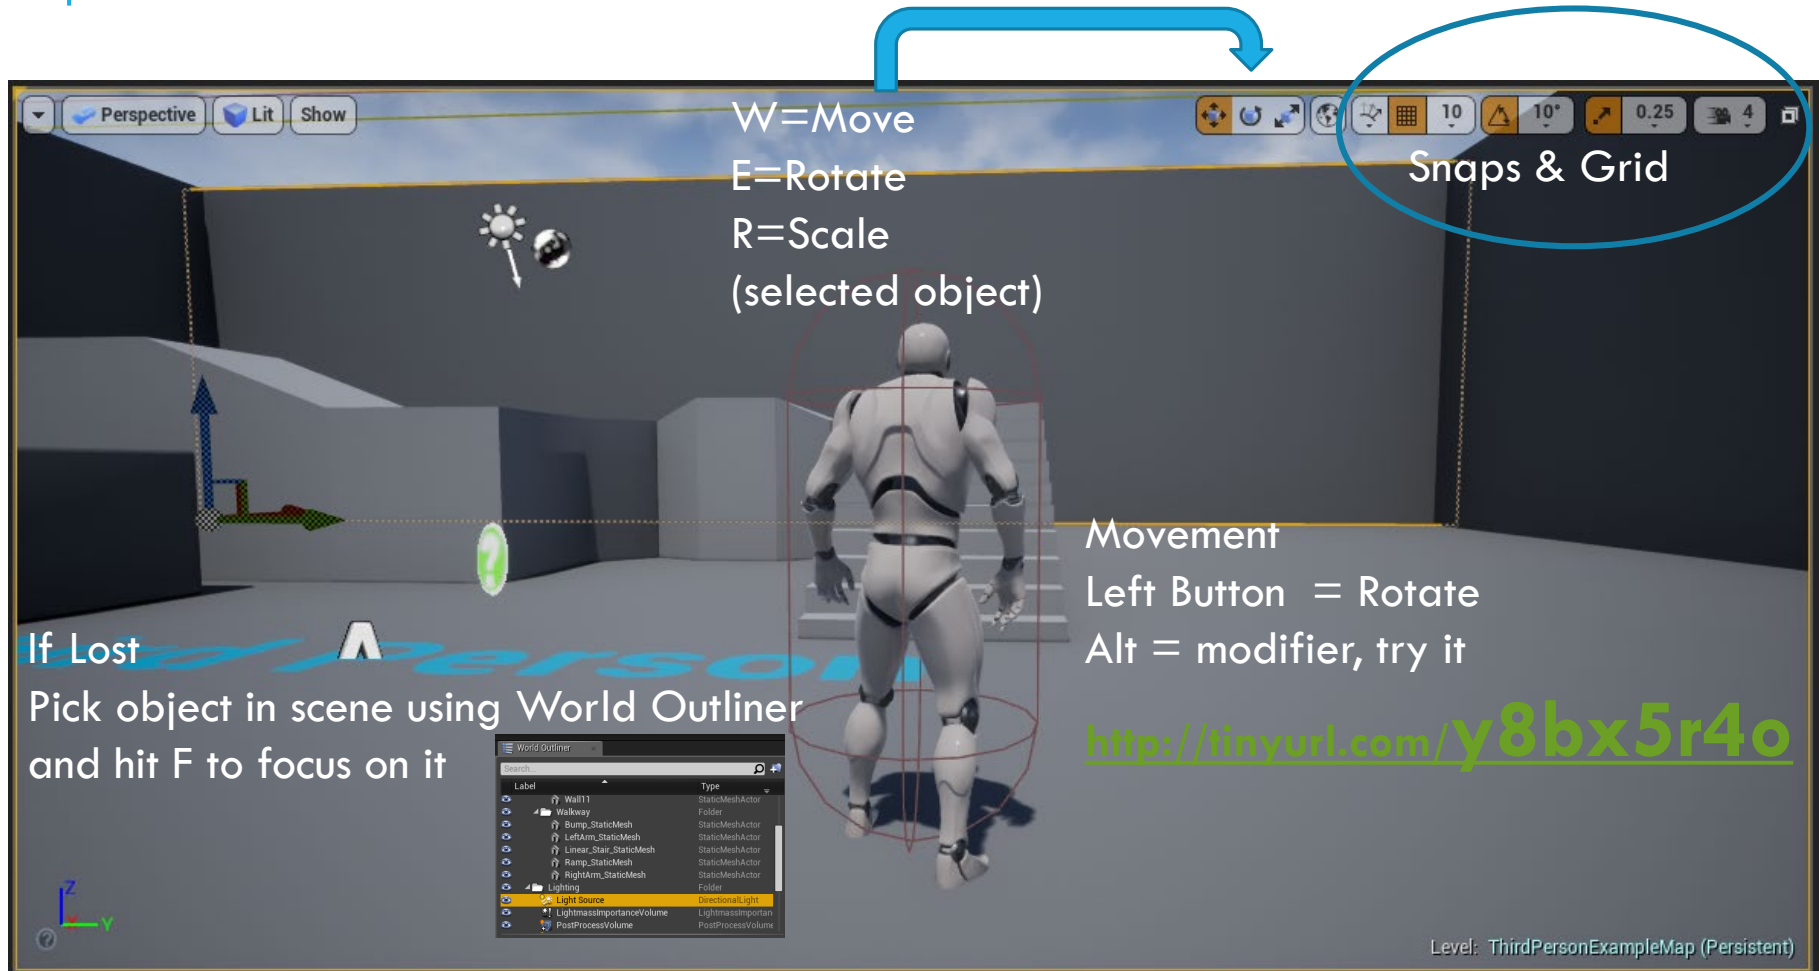 Perspective
Lit
Show
10
10°
0.25
4
W=Move
E=Rotate
R=Scale
(selected object)
Snaps & Grid
Movement
Left Button = Rotate
Alt = modifier, try it
http://tinyurl.com/y8bx5r4o
If Lost
Pick object in scene using World Outliner
and hit F to focus on it
World Outliner
Search...
Label Type
Wall11 StaticMeshActor
Walkway Folder
Bump_StaticMesh StaticMeshActor
LeftArm_StaticMesh StaticMeshActor
Linear_Stair_StaticMesh StaticMeshActor
Ramp_StaticMesh StaticMeshActor
RightArm_StaticMesh StaticMeshActor
Lighting Folder
Light Source DirectionalLight
LightmassImportanceVolume LightmassImportan
PostProcessVolume PostProcessVolume
Person
Z
Y
Level: ThirdPersonExampleMap (Persistent)